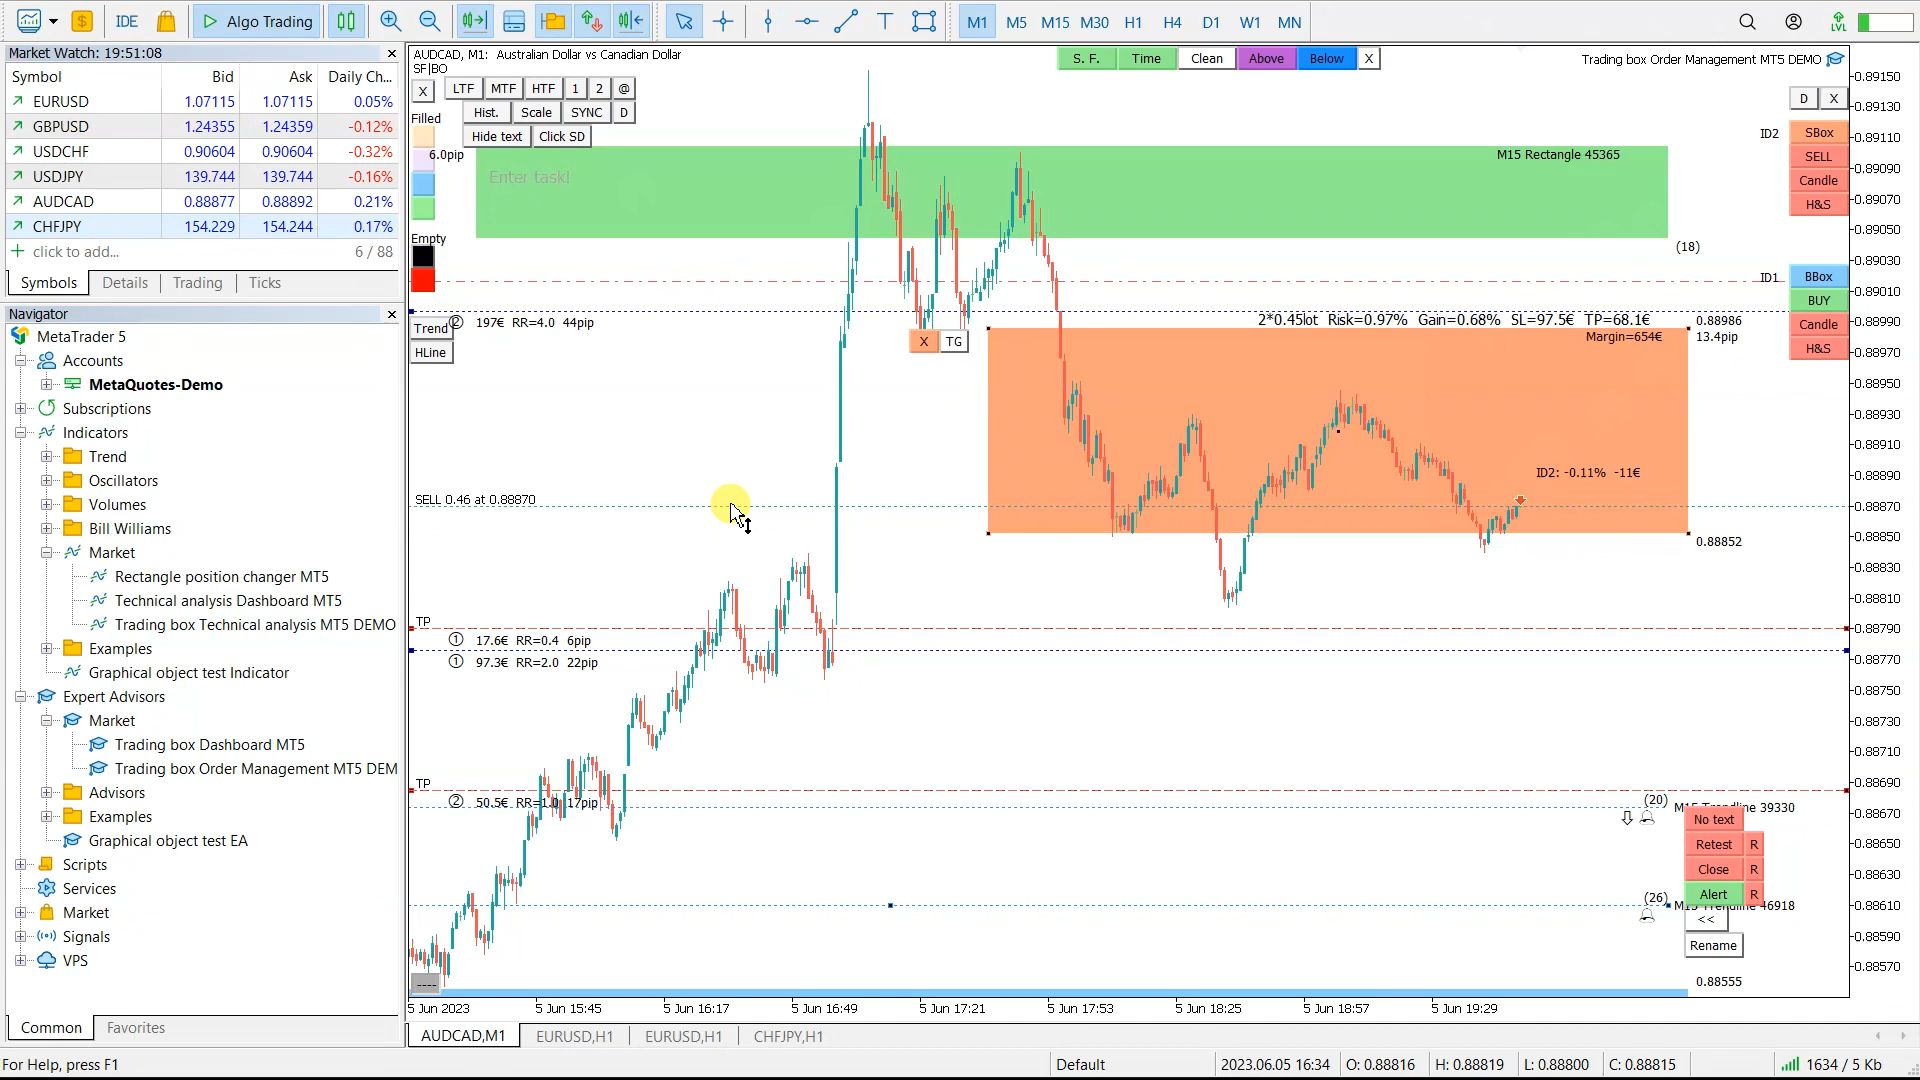 IDE
Algo Trading
M1
M5
M15
M30
H1
H4
D1
W1
MN
LVL
Market Watch: 19:51:08
Symbol Bid Ask Daily Ch...
EURUSD 1.07115 1.07115 0.05%
GBPUSD 1.24355 1.24359 -0.12%
USDCHF 0.90604 0.90604 -0.32%
USDJPY 139.744 139.744 -0.16%
AUDCAD 0.88877 0.88892 0.21%
CHFJPY 154.229 154.244 0.17%
click to add... 6 / 88
Symbols Details Trading Ticks
Navigator
MetaTrader 5
Accounts
MetaQuotes-Demo
Subscriptions
Indicators
Trend
Oscillators
Volumes
Bill Williams
Market
Rectangle position changer MT5
Technical analysis Dashboard MT5
Trading box Technical analysis MT5 DEMO
Examples
Graphical object test Indicator
Expert Advisors
Market
Trading box Dashboard MT5
Trading box Order Management MT5 DEM
Advisors
Examples
Graphical object test EA
Scripts
Services
Market
Signals
VPS
Common Favorites
For Help, press F1
AUDCAD, M1: Australian Dollar vs Canadian Dollar
SF|BO
S. F. Time Clean Above Below X
Trading box Order Management MT5 DEMO
X LTF MTF HTF 1 2 @
Hist. Scale SYNC D
Hide text Click SD
Filled
6.0pip
Empty
Enter task!
M15 Rectangle 45365
(18)
D X
ID2 SBox
SELL
Candle
H&S
ID1 BBox
BUY
Candle
H&S
Trend
HLine
② 197€ RR=4.0 44pip
X TG
2*0.45lot Risk=0.97% Gain=0.68% SL=97.5€ TP=68.1€
Margin=654€
0.88986
13.4pip
ID2: -0.11% -11€
0.88852
SELL 0.46 at 0.88870
TP
① 17.6€ RR=0.4 6pip
① 97.3€ RR=2.0 22pip
TP
② 50.5€ RR=1.0 17pip
(20)
M15 Trendline 39330
No text
Retest R
Close R
Alert R
(26)
M15 Trendline 46918
<<
Rename
0.88555
----
0.89150
0.89130
0.89110
0.89090
0.89070
0.89050
0.89030
0.89010
0.88990
0.88970
0.88950
0.88930
0.88910
0.88890
0.88870
0.88850
0.88830
0.88810
0.88790
0.88770
0.88750
0.88730
0.88710
0.88690
0.88670
0.88650
0.88630
0.88610
0.88590
0.88570
5 Jun 2023 5 Jun 15:45 5 Jun 16:17 5 Jun 16:49 5 Jun 17:21 5 Jun 17:53 5 Jun 18:25 5 Jun 18:57 5 Jun 19:29
AUDCAD,M1 EURUSD,H1 EURUSD,H1 CHFJPY,H1
Default
2023.06.05 16:34
O: 0.88816
H: 0.88819
L: 0.88800
C: 0.88815
1634 / 5 Kb